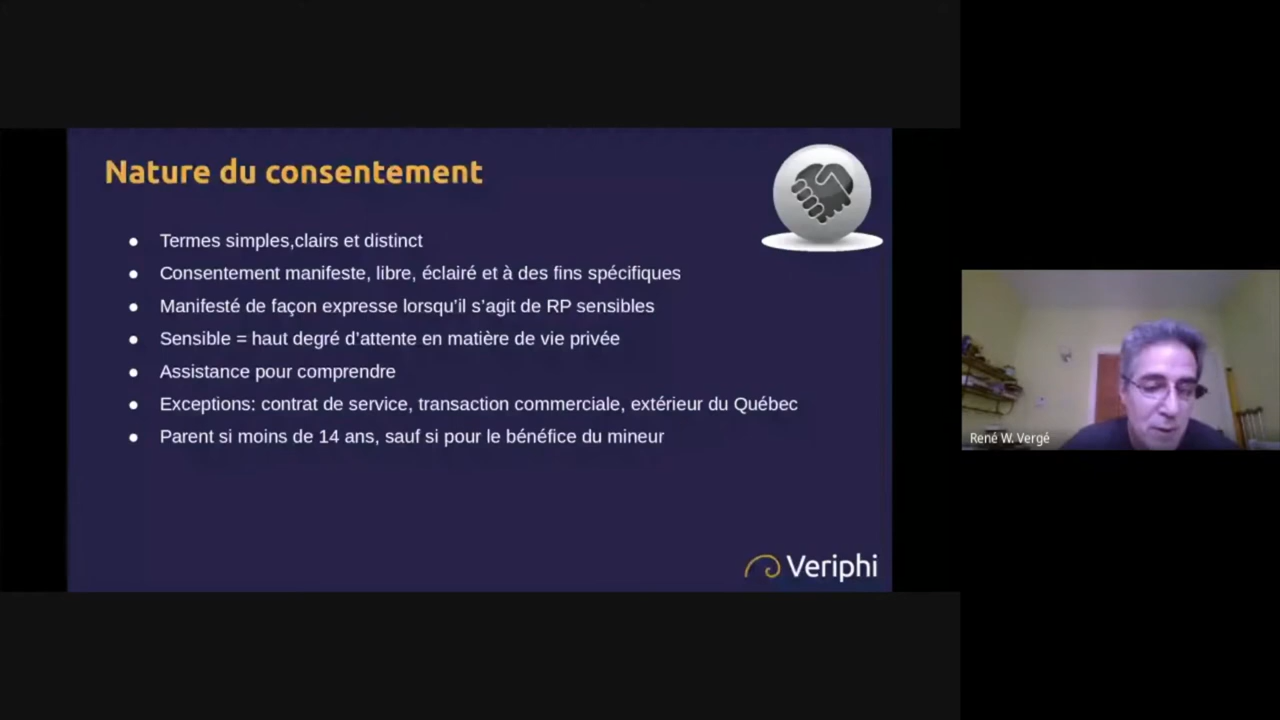 Nature du consentement
Termes simples,clairs et distinct
Consentement manifeste, libre, éclairé et à des fins spécifiques
Manifesté de façon expresse lorsqu’il s’agit de RP sensibles
Sensible = haut degré d’attente en matière de vie privée
Assistance pour comprendre
Exceptions: contrat de service, transaction commerciale, extérieur du Québec
Parent si moins de 14 ans, sauf si pour le bénéfice du mineur
Veriphi
René W. Vergé